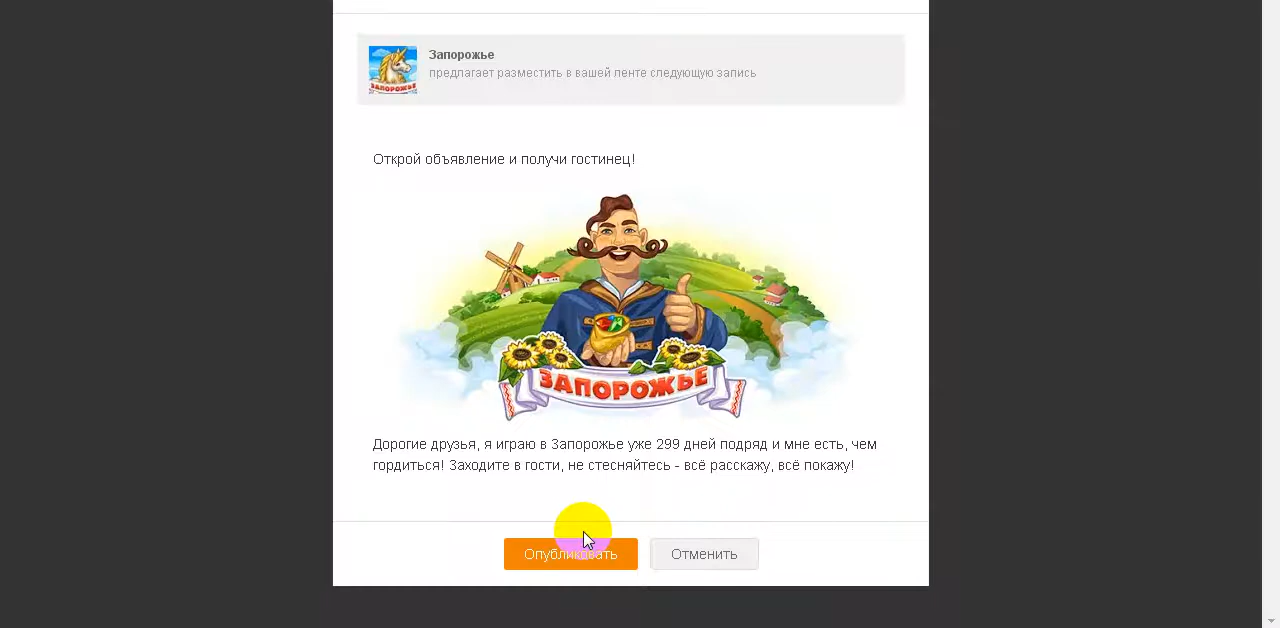 Запорожье
предлагает разместить в вашей ленте следующую запись
ЗАПОРОЖЬЕ
Открой объявление и получи гостинец!
ЗАПОРОЖЬЕ
Дорогие друзья, я играю в Запорожье уже 299 дней подряд и мне есть, чем
гордиться! Заходите в гости, не стесняйтесь - всё расскажу, всё покажу!
Опубликовать
Отменить